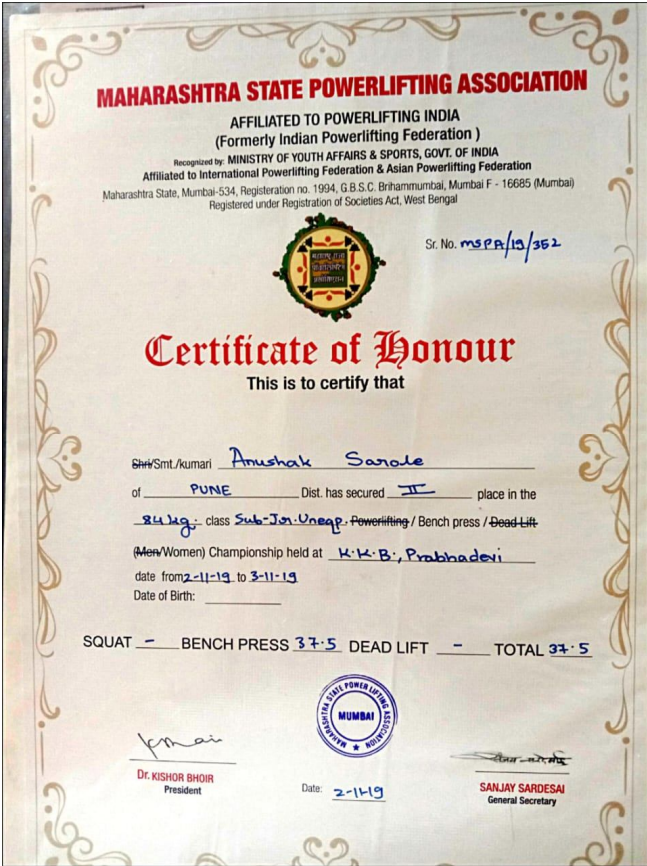 MAHARASHTRA STATE POWERLIFTING ASSOCIATION
AFFILIATED TO POWERLIFTING INDIA
(Formerly Indian Powerlifting Federation )
Recognized by: MINISTRY OF YOUTH AFFAIRS & SPORTS, GOVT. OF INDIA
Affiliated to International Powerlifting Federation & Asian Powerlifting Federation
Maharashtra State, Mumbai-534, Registeration no. 1994, G.B.S.C. Brihammumbai, Mumbai F - 16685 (Mumbai)
Registered under Registration of Societies Act, West Bengal
Sr. No. MSPA/19/352
Certificate of Honour
This is to certify that
Shri/Smt./kumari Anushak Sarole
of PUNE Dist. has secured II place in the
84 kg. class Sub-Jr. Uneqp. Powerlifting / Bench press / Dead Lift
(Men/Women) Championship held at K.K.B., Prabhadevi
date from 2-11-19 to 3-11-19
Date of Birth:
SQUAT - BENCH PRESS 37.5 DEAD LIFT - TOTAL 37.5
MAHARASHTRA STATE POWER LIFTING ASSOCIATION
MUMBAI
Dr. KISHOR BHOIR
President
Date: 2-11-19
SANJAY SARDESAI
General Secretary